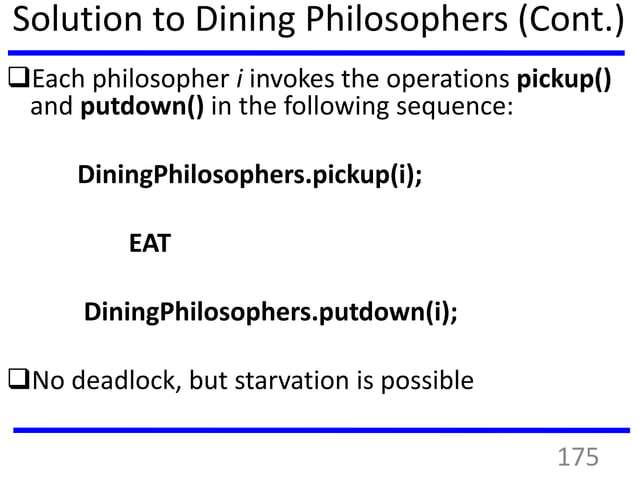 Solution to Dining Philosophers (Cont.)
❑Each philosopher i invokes the operations pickup()
and putdown() in the following sequence:
DiningPhilosophers.pickup(i);
EAT
DiningPhilosophers.putdown(i);
❑No deadlock, but starvation is possible
175